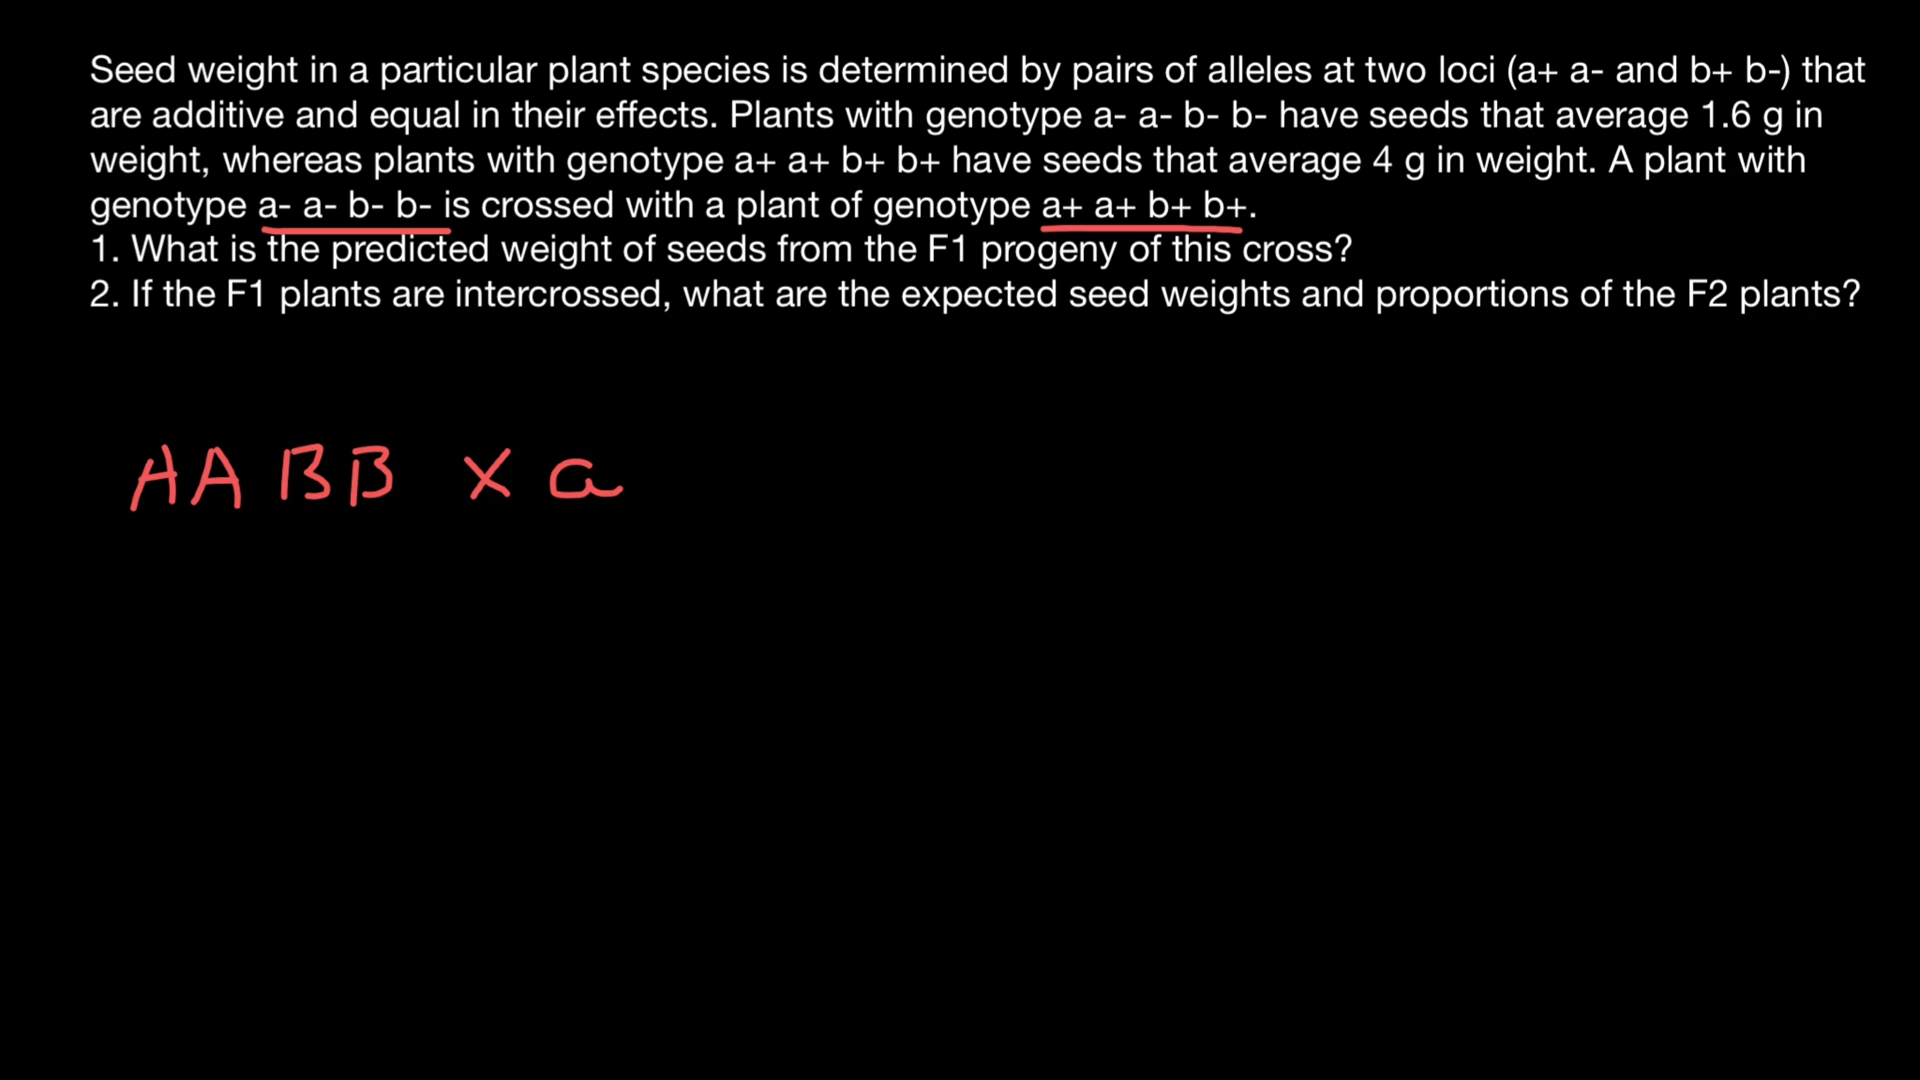 Seed weight in a particular plant species is determined by pairs of alleles at two loci (a+ a- and b+ b-) that
are additive and equal in their effects. Plants with genotype a- a- b- b- have seeds that average 1.6 g in
weight, whereas plants with genotype a+ a+ b+ b+ have seeds that average 4 g in weight. A plant with
genotype a- a- b- b- is crossed with a plant of genotype a+ a+ b+ b+.
1. What is the predicted weight of seeds from the F1 progeny of this cross?
2. If the F1 plants are intercrossed, what are the expected seed weights and proportions of the F2 plants?
AABB x a